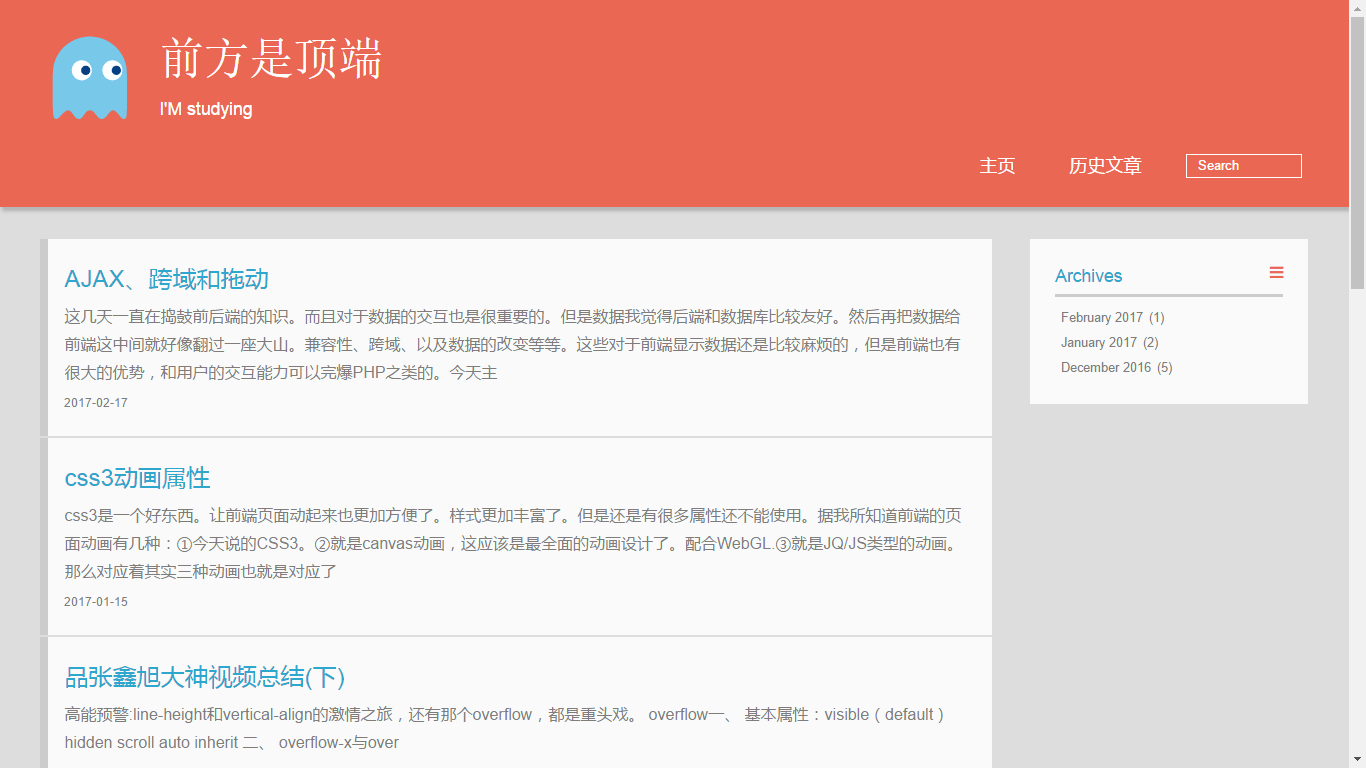 前方是顶端
I'M studying
主页
历史文章
Search
AJAX、跨域和拖动
这几天一直在捣鼓前后端的知识。而且对于数据的交互也是很重要的。但是数据我觉得后端和数据库比较友好。然后再把数据给
前端这中间就好像翻过一座大山。兼容性、跨域、以及数据的改变等等。这些对于前端显示数据还是比较麻烦的，但是前端也有
很大的优势，和用户的交互能力可以完爆PHP之类的。今天主
2017-02-17
css3动画属性
css3是一个好东西。让前端页面动起来也更加方便了。样式更加丰富了。但是还是有很多属性还不能使用。据我所知道前端的页
面动画有几种：①今天说的CSS3。②就是canvas动画，这应该是最全面的动画设计了。配合WebGL.③就是JQ/JS类型的动画。
那么对应着其实三种动画也就是对应了
2017-01-15
品张鑫旭大神视频总结(下)
高能预警:line-height和vertical-align的激情之旅，还有那个overflow，都是重头戏。 overflow一、 基本属性：visible（default）
hidden scroll auto inherit 二、 overflow-x与over
Archives
February 2017 (1)
January 2017 (2)
December 2016 (5)